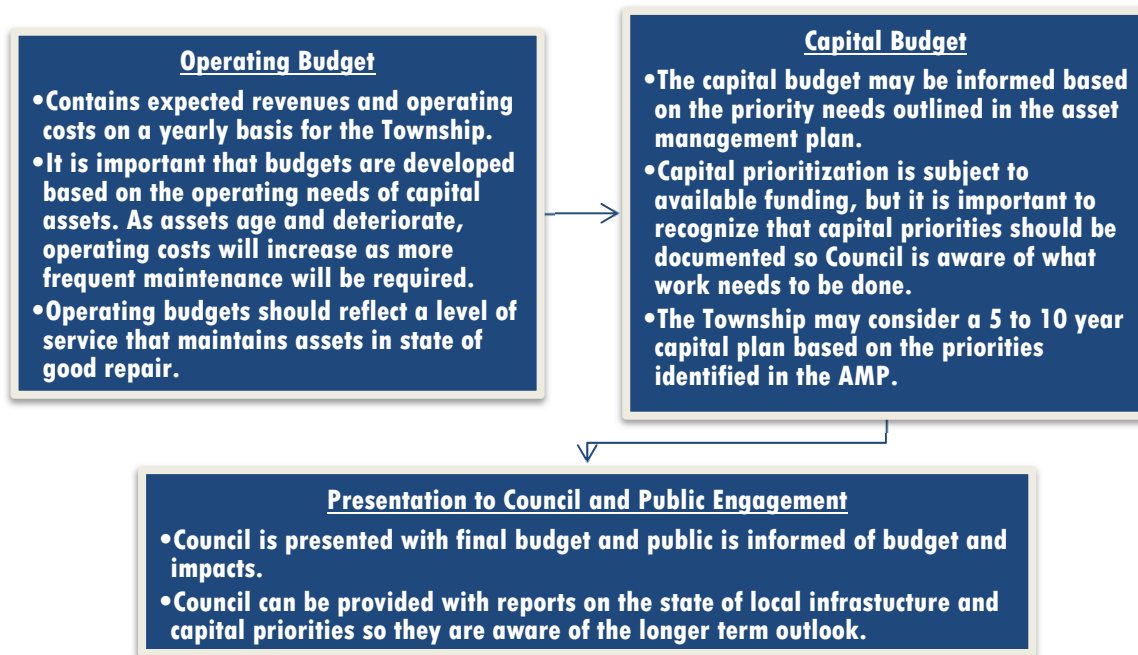 Operating Budget
•Contains expected revenues and operating
costs on a yearly basis for the Township.
•It is important that budgets are developed
based on the operating needs of capital
assets. As assets age and deteriorate,
operating costs will increase as more
frequent maintenance will be required.
•Operating budgets should reflect a level of
service that maintains assets in state of
good repair.
Capital Budget
•The capital budget may be informed based
on the priority needs outlined in the asset
management plan.
•Capital prioritization is subject to
available funding, but it is important to
recognize that capital priorities should be
documented so Council is aware of what
work needs to be done.
•The Township may consider a 5 to 10 year
capital plan based on the priorities
identified in the AMP.
Presentation to Council and Public Engagement
•Council is presented with final budget and public is informed of budget and
impacts.
•Council can be provided with reports on the state of local infrastucture and
capital priorities so they are aware of the longer term outlook.